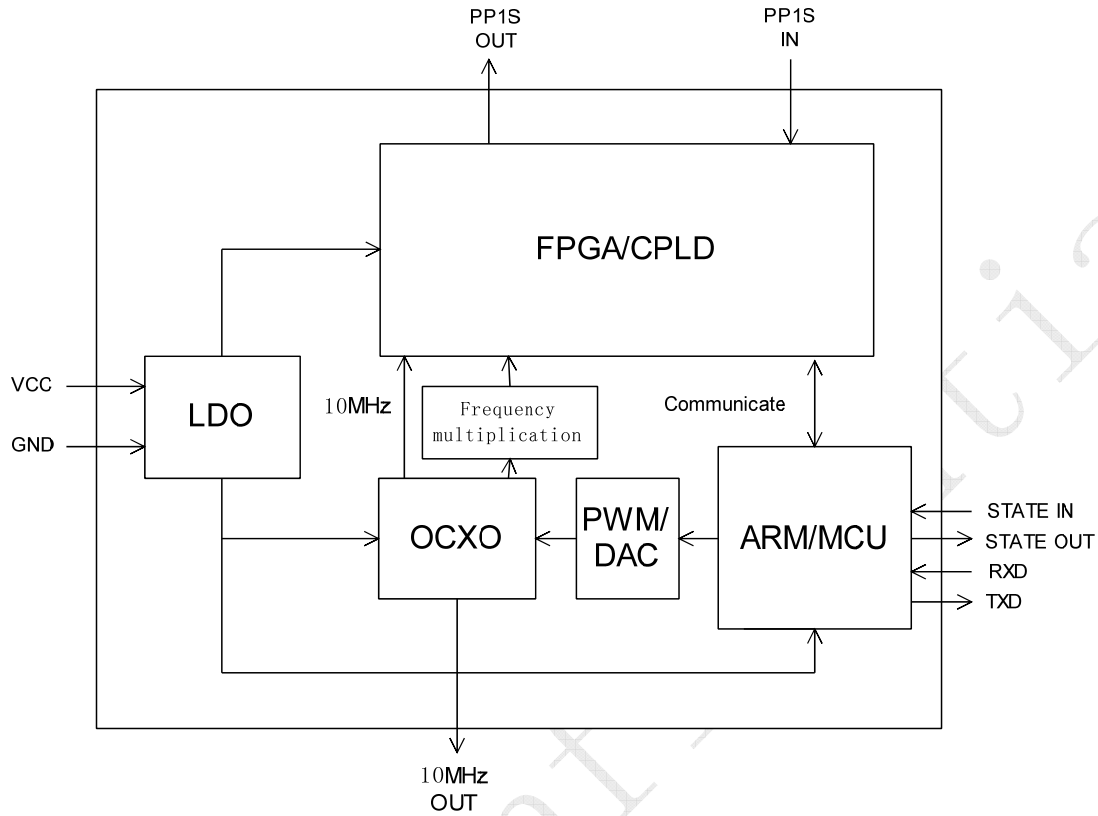 PP1S
OUT
PP1S
IN
FPGA/CPLD
VCC
GND
LDO
10MHz
Frequency
multiplication
Communicate
OCXO
PWM/
DAC
ARM/MCU
STATE IN
STATE OUT
RXD
TXD
10MHz
OUT